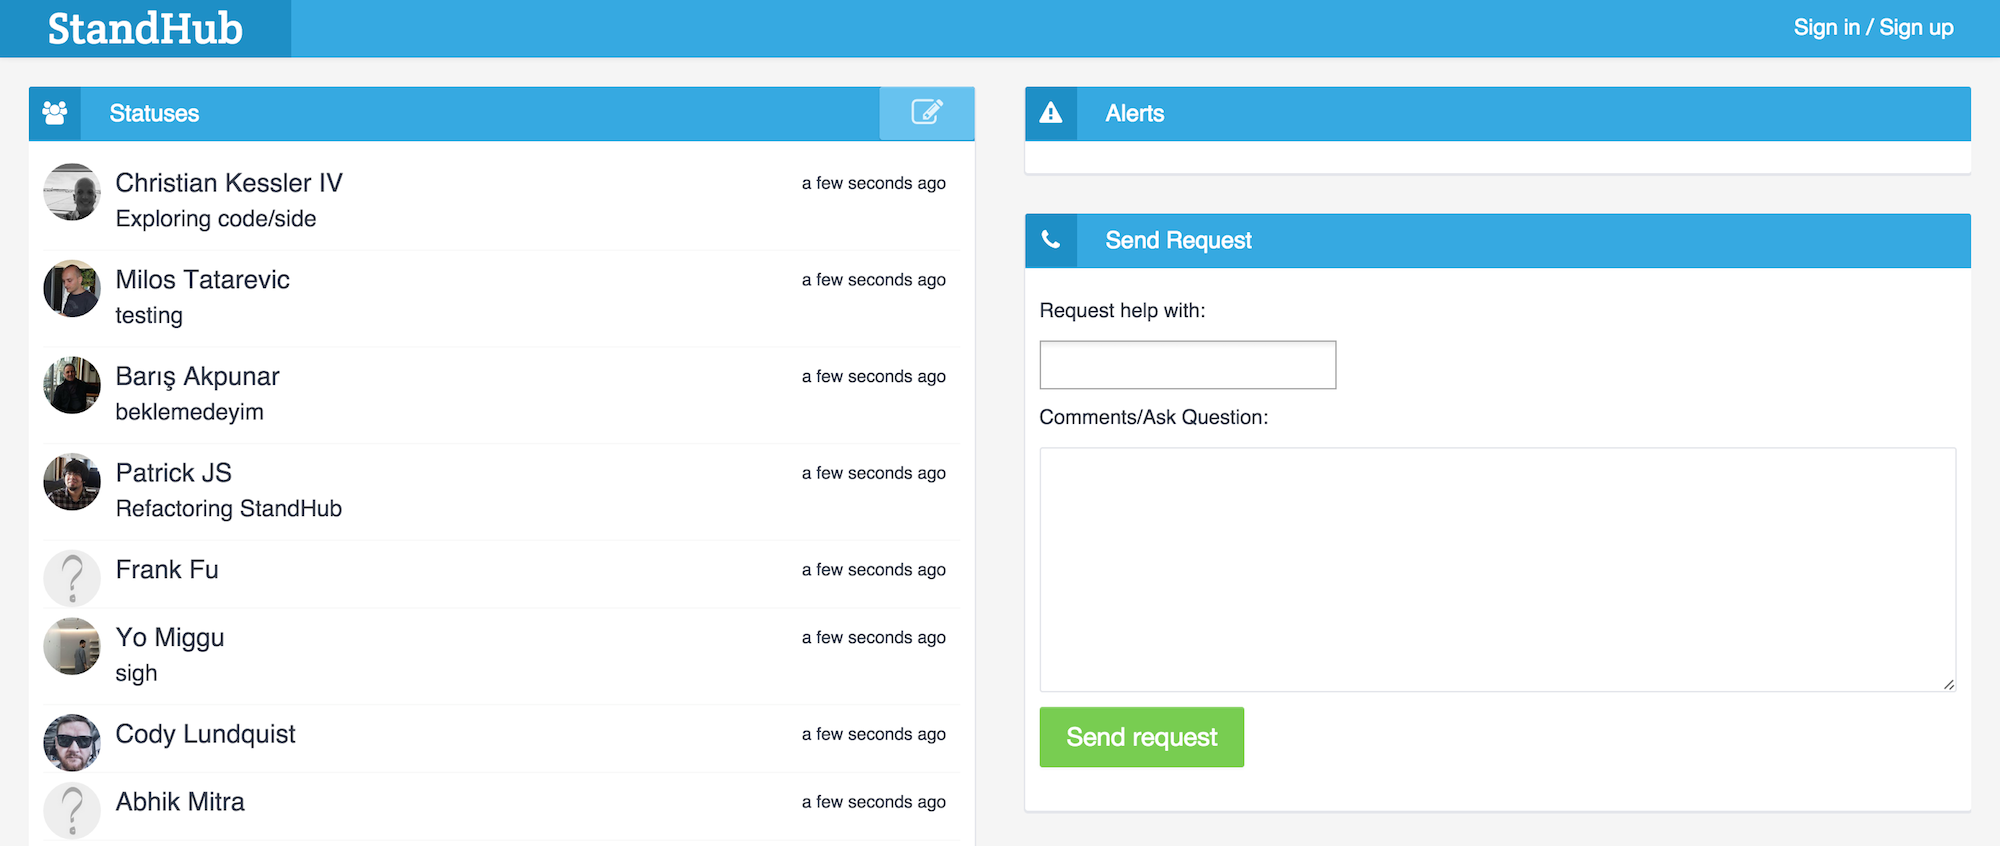 StandHub
Sign in / Sign up
Statuses
Christian Kessler IV
a few seconds ago
Exploring code/side
Milos Tatarevic
a few seconds ago
testing
Barış Akpunar
a few seconds ago
beklemedeyim
Patrick JS
a few seconds ago
Refactoring StandHub
Frank Fu
a few seconds ago
Yo Miggu
a few seconds ago
sigh
Cody Lundquist
a few seconds ago
Abhik Mitra
a few seconds ago
Alerts
Send Request
Request help with:
Comments/Ask Question:
Send request